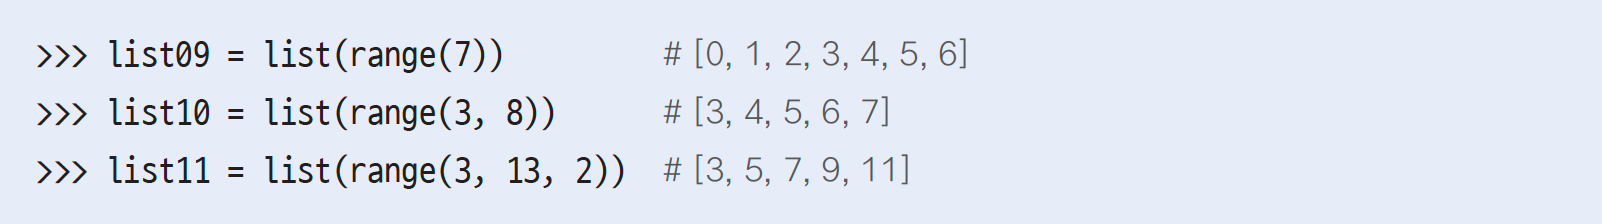 >>> list09 = list(range(7)) # [0, 1, 2, 3, 4, 5, 6]
>>> list10 = list(range(3, 8)) # [3, 4, 5, 6, 7]
>>> list11 = list(range(3, 13, 2)) # [3, 5, 7, 9, 11]